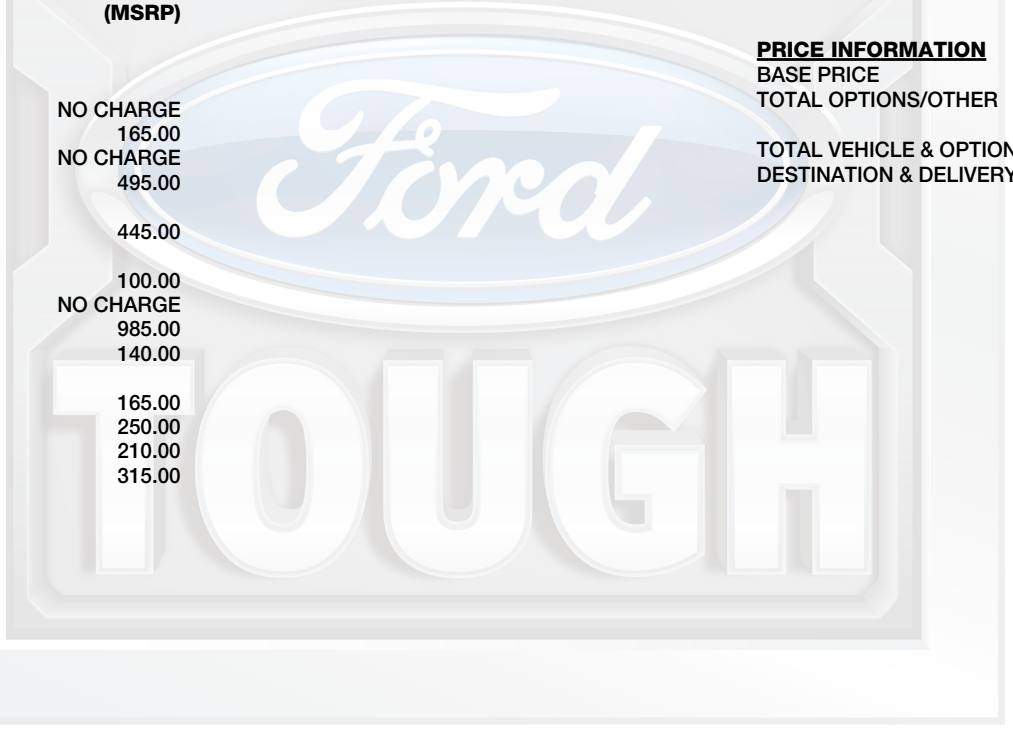 (MSRP)
NO CHARGE
165.00
NO CHARGE
495.00
445.00
100.00
NO CHARGE
985.00
140.00
165.00
250.00
210.00
315.00
PRICE INFORMATION
BASE PRICE
TOTAL OPTIONS/OTHER
TOTAL VEHICLE & OPTION
DESTINATION & DELIVERY
Ford
TOUGH